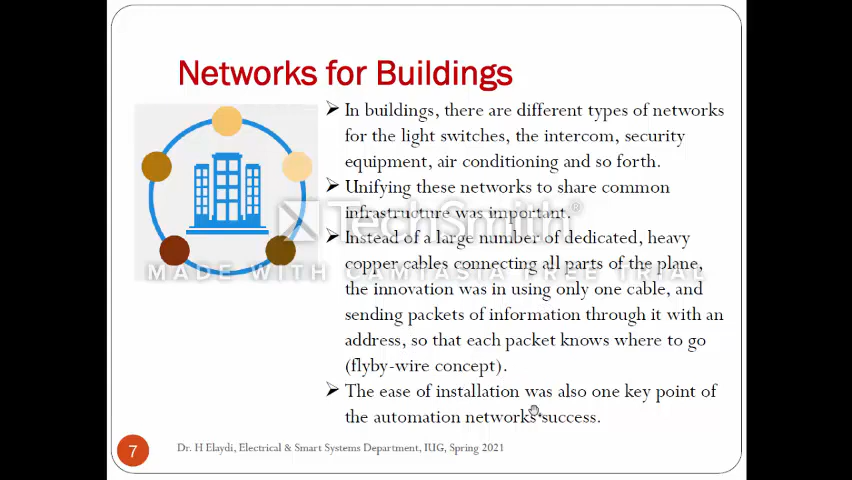 Networks for Buildings
➢ In buildings, there are different types of networks
for the light switches, the intercom, security
equipment, air conditioning and so forth.
➢ Unifying these networks to share common
infrastructure was important.
➢ Instead of a large number of dedicated, heavy
copper cables connecting all parts of the plane,
the innovation was in using only one cable, and
sending packets of information through it with an
address, so that each packet knows where to go
(flyby-wire concept).
➢ The ease of installation was also one key point of
the automation networks success.
TechSmith®
MADE WITH CAMTASIA FREE TRIAL
7
Dr. H Elaydi, Electrical & Smart Systems Department, IUG, Spring 2021